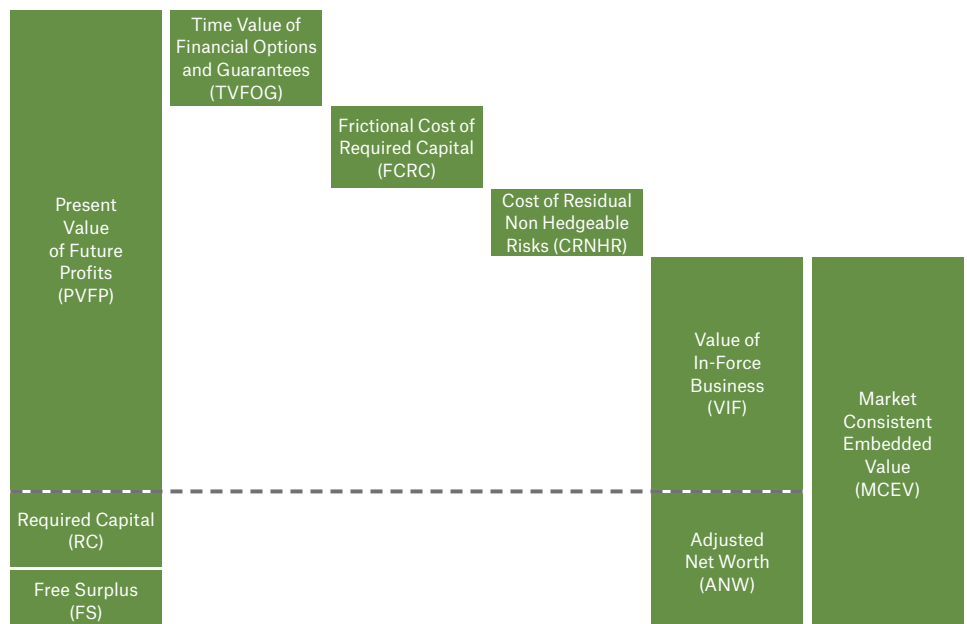 Present
Value
of Future
Profits
(PVFP)
Required Capital
(RC)
Free Surplus
(FS)
Time Value of
Financial Options
and Guarantees
(TVFOG)
Frictional Cost of
Required Capital
(FCRC)
Cost of Residual
Non Hedgeable
Risks (CRNHR)
Value of
In-Force
Business
(VIF)
Adjusted
Net Worth
(ANW)
Market
Consistent
Embedded
Value
(MCEV)